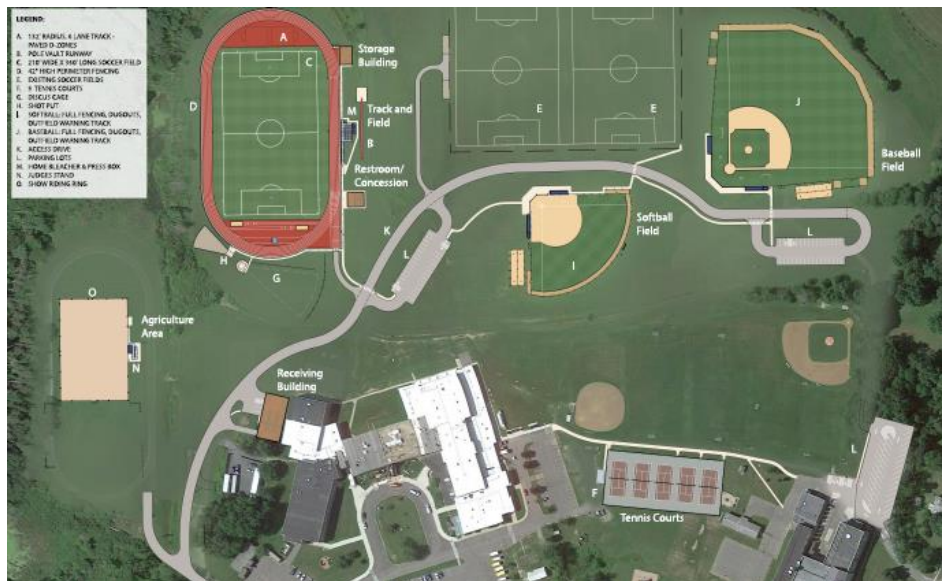 LEGEND:
A. 132' RADIUS, 6 LANE TRACK -
PAVED D-ZONES
B. POLE VAULT RUNWAY
C. 210' WIDE X 360' LONG SOCCER FIELD
D. 42" HIGH PERIMETER FENCING
E. EXISTING SOCCER FIELDS
F. 5 TENNIS COURTS
G. DISCUS CAGE
H. SHOT PUT
I. SOFTBALL: FULL FENCING, DUGOUTS,
OUTFIELD WARNING TRACK
J. BASEBALL: FULL FENCING, DUGOUTS,
OUTFIELD WARNING TRACK
K. ACCESS DRIVE
L. PARKING LOTS
M. HOME BLEACHER & PRESS BOX
N. JUDGES STAND
O. SHOW RIDING RING
A
C
D
Storage
Building
M
Track and
Field
B
Restroom/
Concession
E
E
J
Baseball
Field
K
L
Softball
Field
I
L
H
G
O
Agriculture
Area
N
Receiving
Building
F
Tennis Courts
L